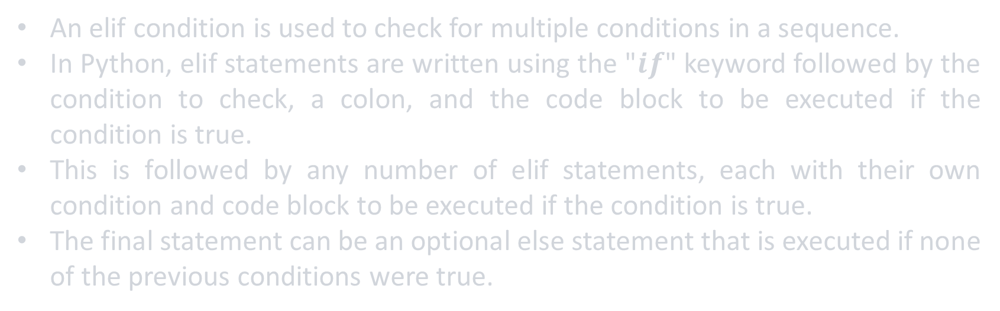 • An elif condition is used to check for multiple conditions in a sequence.
• In Python, elif statements are written using the "if" keyword followed by the
condition to check, a colon, and the code block to be executed if the
condition is true.
• This is followed by any number of elif statements, each with their own
condition and code block to be executed if the condition is true.
• The final statement can be an optional else statement that is executed if none
of the previous conditions were true.